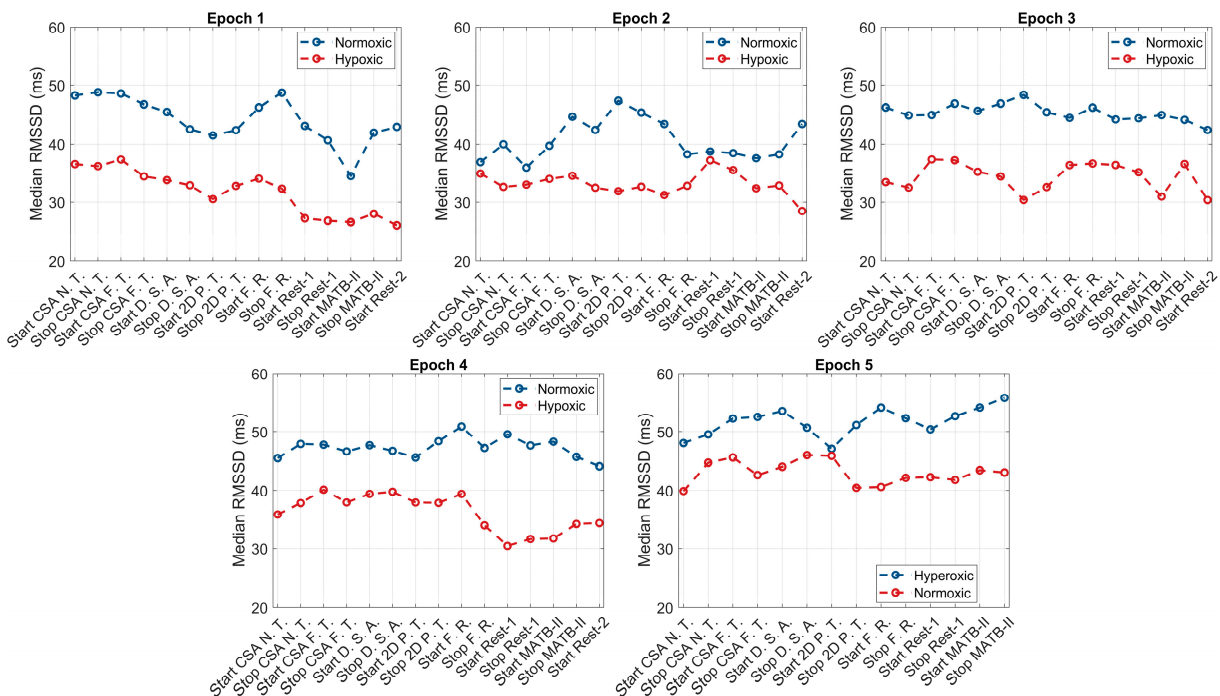 Epoch 1
60
50
40
30
20
Median RMSSD (ms)
Normoxic
Hypoxic
Start CSA N. T.
Stop CSA N. T.
Start CSA F. T.
Stop CSA F. T.
Start D. S. A.
Stop D. S. A.
Start 2D P. T.
Stop 2D P. T.
Start F. R.
Stop F. R.
Start Rest-1
Stop Rest-1
Start MATB-II
Stop MATB-II
Start Rest-2
Epoch 2
60
50
40
30
20
Median RMSSD (ms)
Normoxic
Hypoxic
Start CSA N. T.
Stop CSA N. T.
Start CSA F. T.
Stop CSA F. T.
Start D. S. A.
Stop D. S. A.
Start 2D P. T.
Stop 2D P. T.
Start F. R.
Stop F. R.
Start Rest-1
Stop Rest-1
Start MATB-II
Stop MATB-II
Start Rest-2
Epoch 3
60
50
40
30
20
Median RMSSD (ms)
Normoxic
Hypoxic
Start CSA N. T.
Stop CSA N. T.
Start CSA F. T.
Stop CSA F. T.
Start D. S. A.
Stop D. S. A.
Start 2D P. T.
Stop 2D P. T.
Start F. R.
Stop F. R.
Start Rest-1
Stop Rest-1
Start MATB-II
Stop MATB-II
Start Rest-2
Epoch 4
60
50
40
30
20
Median RMSSD (ms)
Normoxic
Hypoxic
Start CSA N. T.
Stop CSA N. T.
Start CSA F. T.
Stop CSA F. T.
Start D. S. A.
Stop D. S. A.
Start 2D P. T.
Stop 2D P. T.
Start F. R.
Stop F. R.
Start Rest-1
Stop Rest-1
Start MATB-II
Stop MATB-II
Start Rest-2
Epoch 5
60
50
40
30
20
Median RMSSD (ms)
Hyperoxic
Normoxic
Start CSA N. T.
Stop CSA N. T.
Start CSA F. T.
Stop CSA F. T.
Start D. S. A.
Stop D. S. A.
Start 2D P. T.
Stop 2D P. T.
Start F. R.
Stop F. R.
Start Rest-1
Stop Rest-1
Start MATB-II
Stop MATB-II